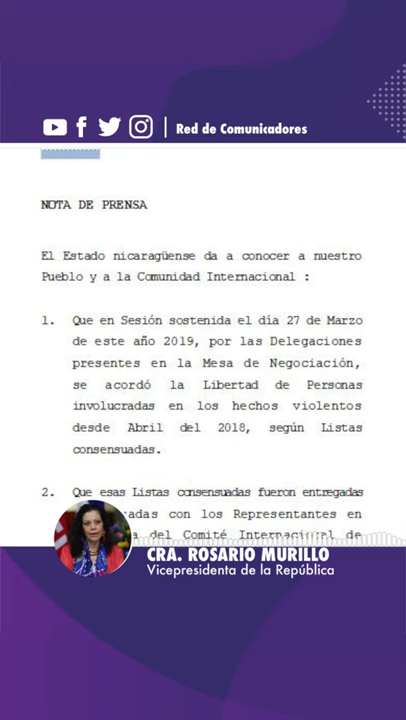 Red de Comunicadores
NOTA DE PRENSA
El Estado nicaragüense da a conocer a nuestro
Pueblo y a la Comunidad Internacional :
1. Que en Sesión sostenida el día 27 de Marzo
de este año 2019, por las Delegaciones
presentes en la Mesa de Negociación,
se acordó la Libertad de Personas
involucradas en los hechos violentos
desde Abril del 2018, según Listas
consensuadas.
2. Que esas Listas consensuadas fueron entregadas
con los Representantes en
del Comité Internacional de
CRA. ROSARIO MURILLO
Vicepresidenta de la República